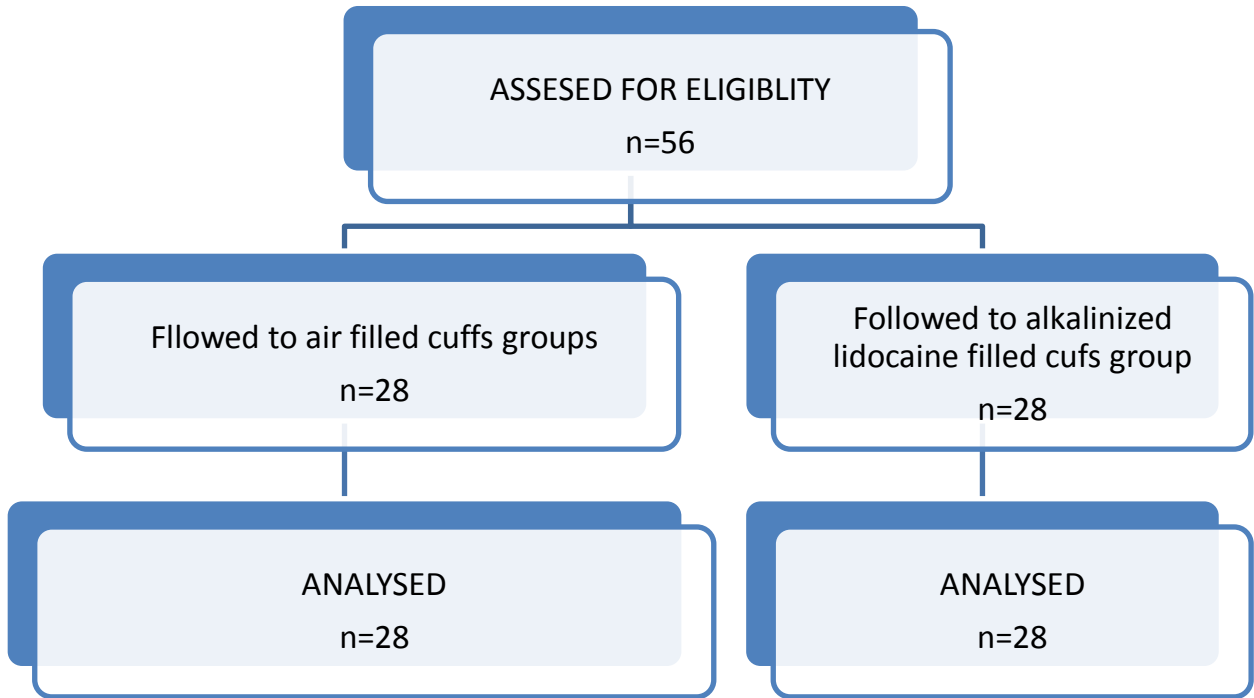 ASSESED FOR ELIGIBLITY
n=56
Fllowed to air filled cuffs groups
n=28
Followed to alkalinized
lidocaine filled cufs group
n=28
ANALYSED
n=28
ANALYSED
n=28